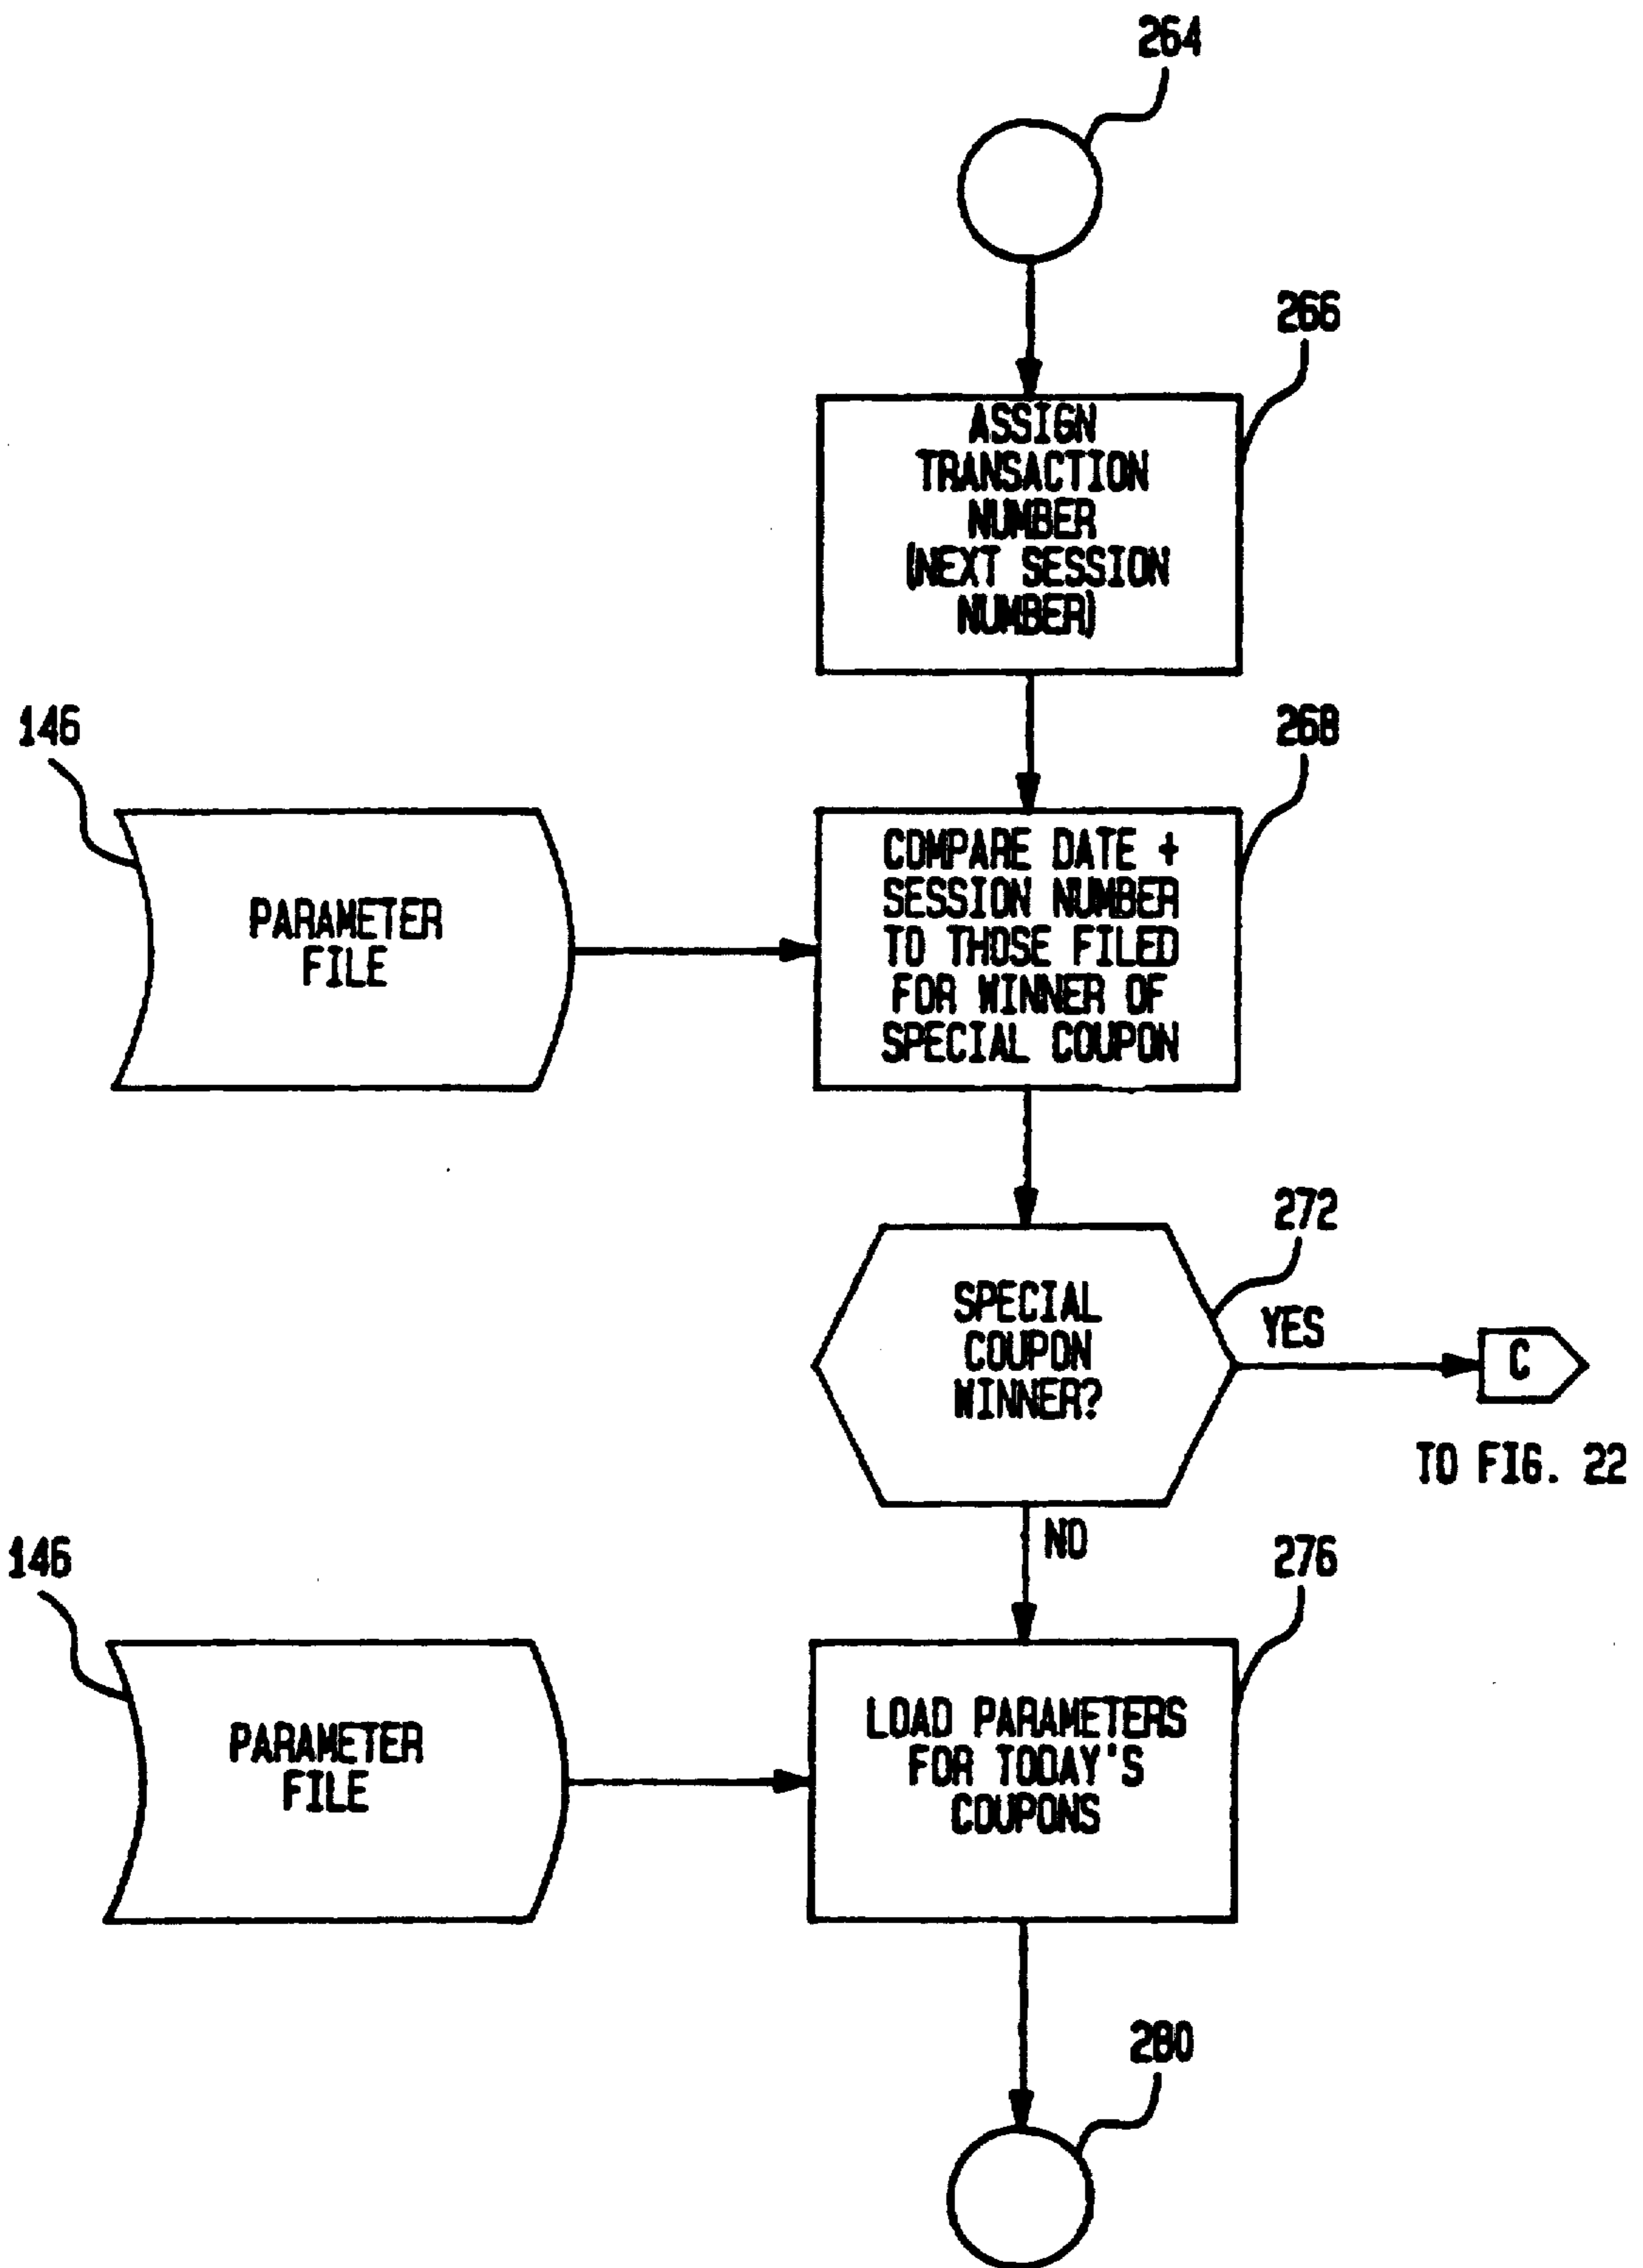 264
266
ASSIGN
TRANSACTION
NUMBER
(NEXT SESSION
NUMBER)
146
268
PARAMETER
FILE
COMPARE DATE +
SESSION NUMBER
TO THOSE FILED
FOR WINNER OF
SPECIAL COUPON
272
SPECIAL
COUPON
WINNER?
YES
C
TO FIG. 22
NO
146
276
PARAMETER
FILE
LOAD PARAMETERS
FOR TODAY'S
COUPONS
280